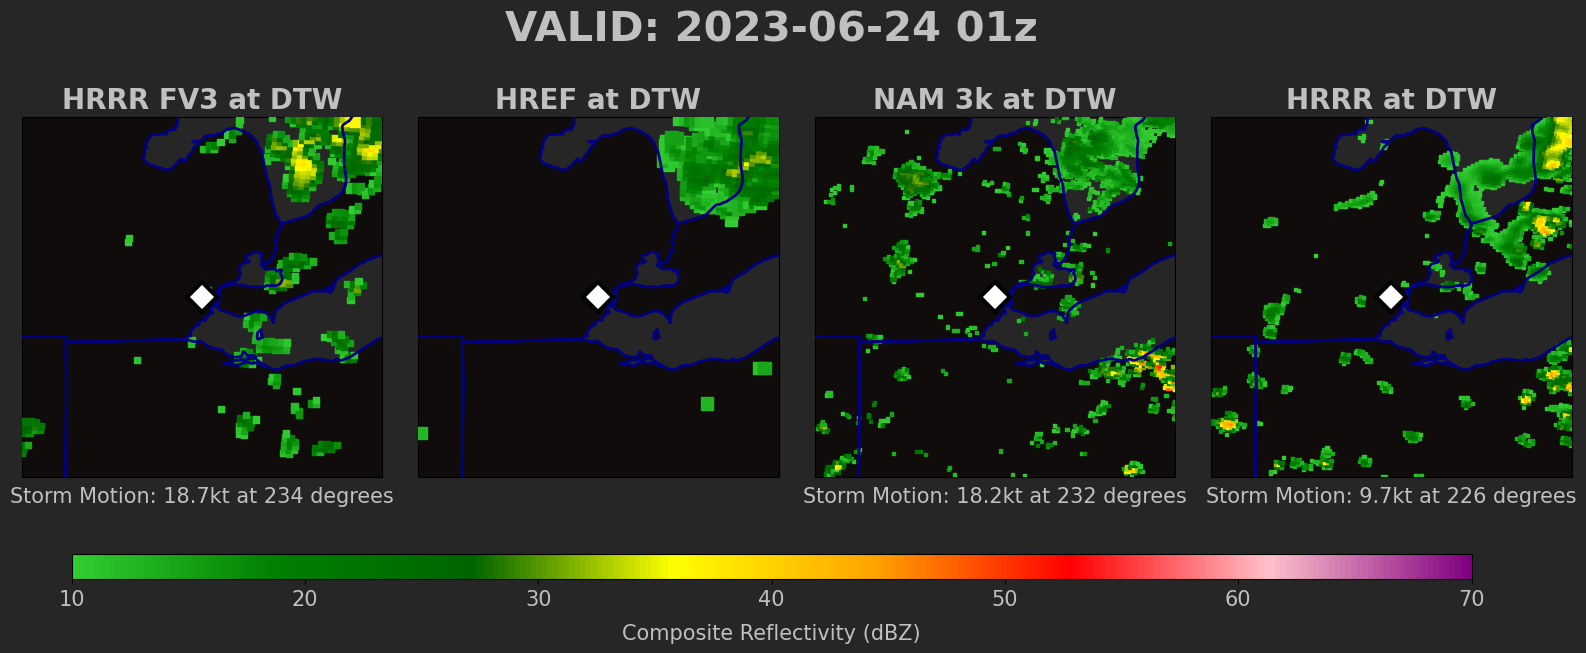 VALID: 2023-06-24 01z
HRRR FV3 at DTW
HREF at DTW
NAM 3k at DTW
HRRR at DTW
Storm Motion: 18.7kt at 234 degrees
Storm Motion: 18.2kt at 232 degrees
Storm Motion: 9.7kt at 226 degrees
10 20 30 40 50 60 70
Composite Reflectivity (dBZ)